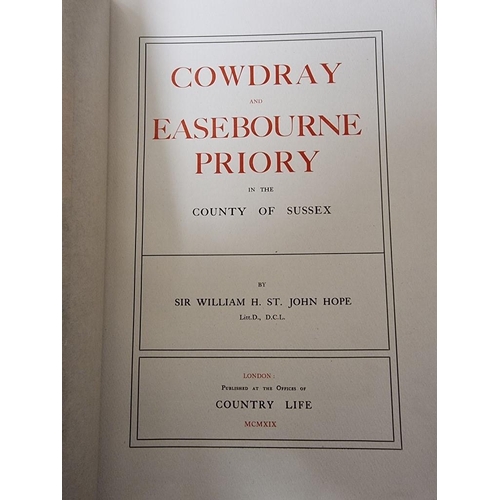 COWDRAY
AND
EASEBOURNE
PRIORY
IN THE
COUNTY OF SUSSEX
BY
SIR WILLIAM H. ST. JOHN HOPE
Litt.D., D.C.L.
LONDON:
PUBLISHED AT THE OFFICES OF
COUNTRY LIFE
MCMXIX